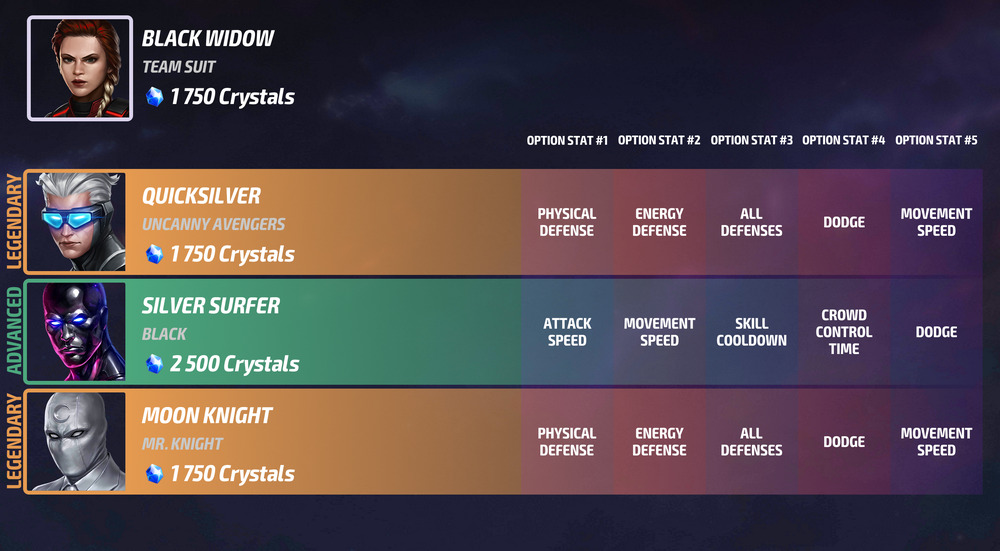 BLACK WIDOW
TEAM SUIT
1 750 Crystals
OPTION STAT #1 OPTION STAT #2 OPTION STAT #3 OPTION STAT #4 OPTION STAT #5
LEGENDARY
QUICKSILVER
UNCANNY AVENGERS
1 750 Crystals
PHYSICAL DEFENSE
ENERGY DEFENSE
ALL DEFENSES
DODGE
MOVEMENT SPEED
ADVANCED
SILVER SURFER
BLACK
2 500 Crystals
ATTACK SPEED
MOVEMENT SPEED
SKILL COOLDOWN
CROWD CONTROL TIME
DODGE
LEGENDARY
MOON KNIGHT
MR. KNIGHT
1 750 Crystals
PHYSICAL DEFENSE
ENERGY DEFENSE
ALL DEFENSES
DODGE
MOVEMENT SPEED